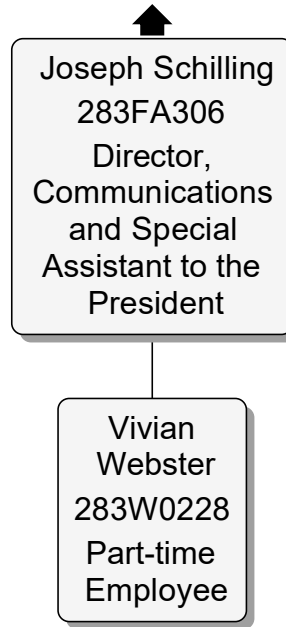 Joseph Schilling
283FA306
Director,
Communications
and Special
Assistant to the
President
Vivian
Webster
283W0228
Part-time
Employee